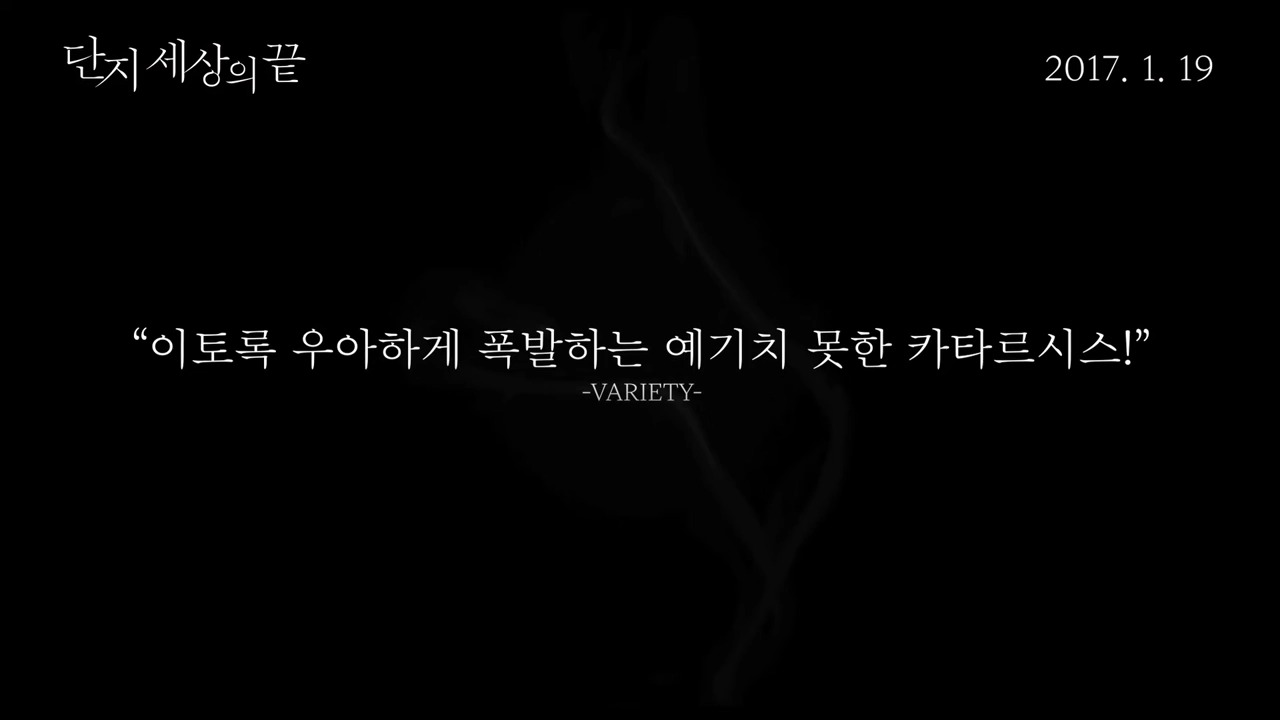 단지 세상의 끝
2017. 1. 19
“이토록 우아하게 폭발하는 예기치 못한 카타르시스!”
-VARIETY-